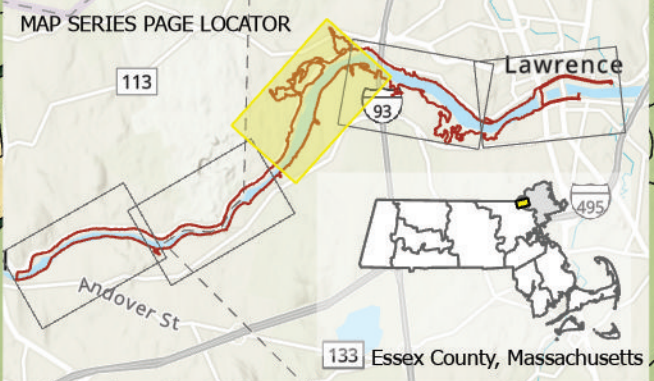 MAP SERIES PAGE LOCATOR
Lawrence
113
93
495
Andover St
133 Essex County, Massachusetts